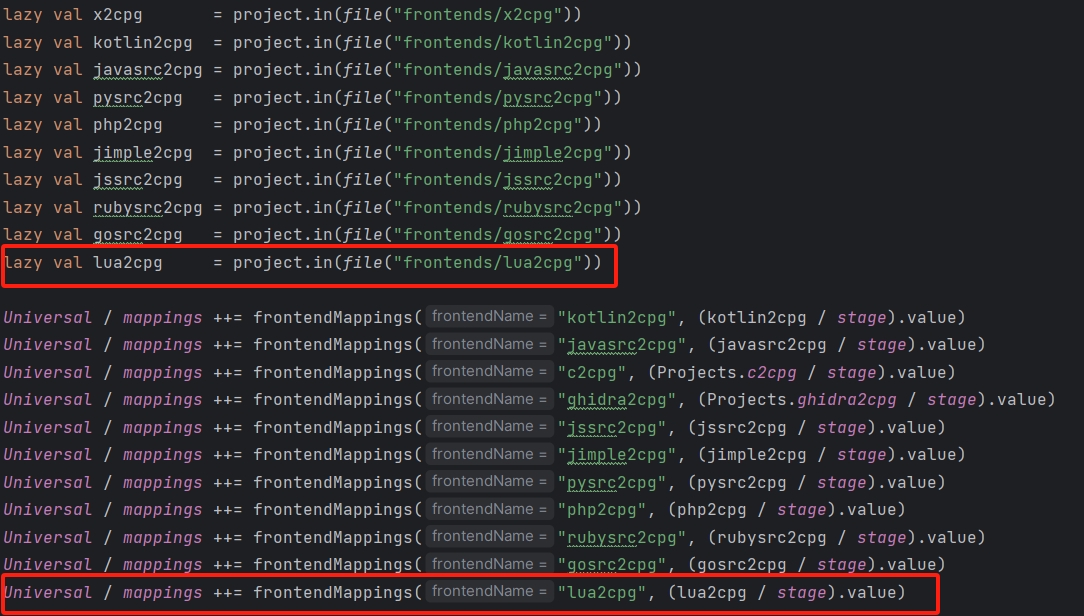 lazy val x2cpg       = project.in(file("frontends/x2cpg"))
lazy val kotlin2cpg  = project.in(file("frontends/kotlin2cpg"))
lazy val javasrc2cpg = project.in(file("frontends/javasrc2cpg"))
lazy val pysrc2cpg   = project.in(file("frontends/pysrc2cpg"))
lazy val php2cpg     = project.in(file("frontends/php2cpg"))
lazy val jimple2cpg  = project.in(file("frontends/jimple2cpg"))
lazy val jssrc2cpg   = project.in(file("frontends/jssrc2cpg"))
lazy val rubysrc2cpg = project.in(file("frontends/rubysrc2cpg"))
lazy val gosrc2cpg   = project.in(file("frontends/gosrc2cpg"))
lazy val lua2cpg     = project.in(file("frontends/lua2cpg"))
Universal / mappings ++= frontendMappings( frontendName = "kotlin2cpg", (kotlin2cpg / stage).value)
Universal / mappings ++= frontendMappings( frontendName = "javasrc2cpg", (javasrc2cpg / stage).value)
Universal / mappings ++= frontendMappings( frontendName = "c2cpg", (Projects.c2cpg / stage).value)
Universal / mappings ++= frontendMappings( frontendName = "ghidra2cpg", (Projects.ghidra2cpg / stage).value)
Universal / mappings ++= frontendMappings( frontendName = "jssrc2cpg", (jssrc2cpg / stage).value)
Universal / mappings ++= frontendMappings( frontendName = "jimple2cpg", (jimple2cpg / stage).value)
Universal / mappings ++= frontendMappings( frontendName = "pysrc2cpg", (pysrc2cpg / stage).value)
Universal / mappings ++= frontendMappings( frontendName = "php2cpg", (php2cpg / stage).value)
Universal / mappings ++= frontendMappings( frontendName = "rubysrc2cpg", (rubysrc2cpg / stage).value)
Universal / mappings ++= frontendMappings( frontendName = "gosrc2cpg", (gosrc2cpg / stage).value)
Universal / mappings ++= frontendMappings( frontendName = "lua2cpg", (lua2cpg / stage).value)